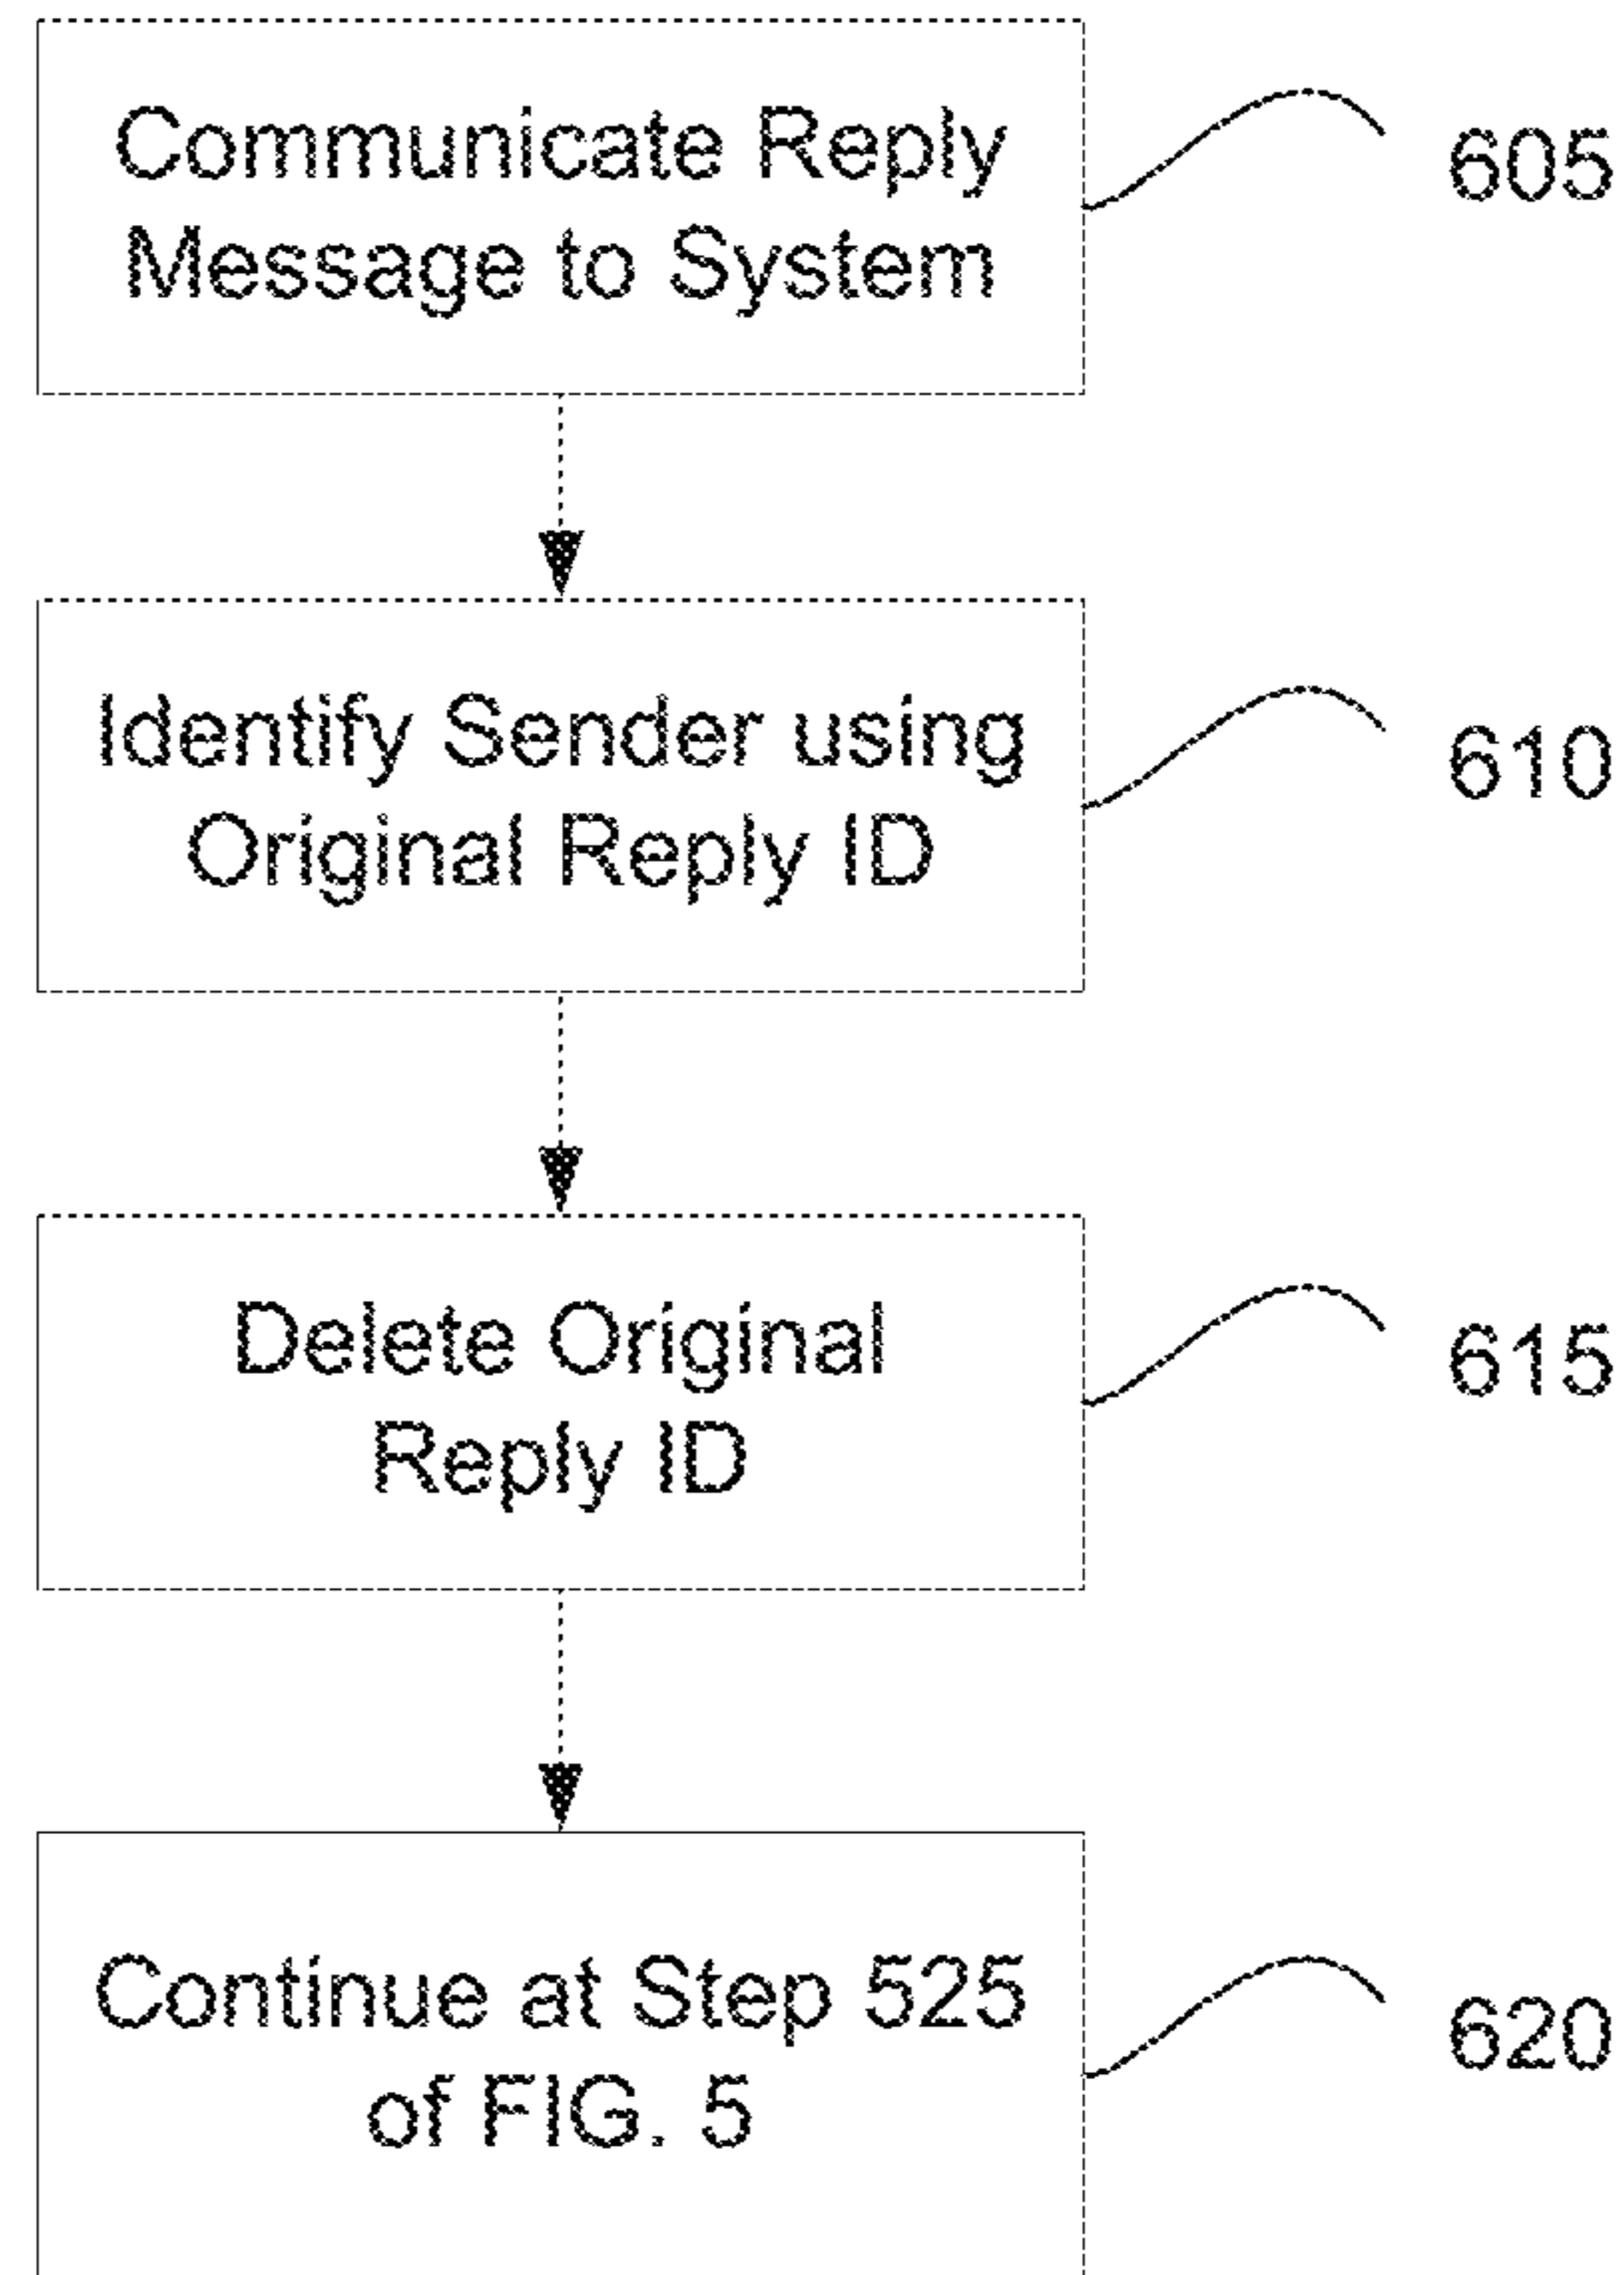 Communicate Reply
Message to System
605
Identify Sender using
Original Reply ID
610
Delete Original
Reply ID
615
Continue at Step 525
of FIG. 5
620